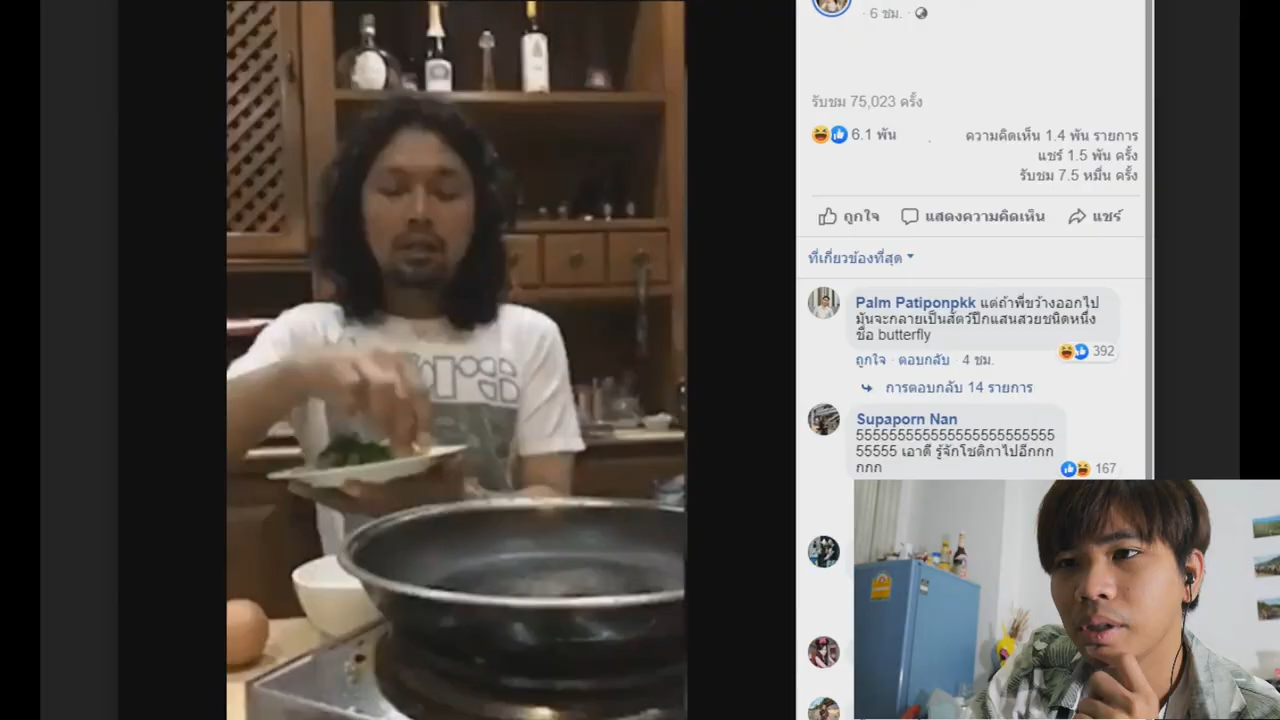 6 ชม.
รับชม 75,023 ครั้ง
6.1 พัน
ความคิดเห็น 1.4 พัน รายการ
แชร์ 1.5 พัน ครั้ง
รับชม 7.5 หมื่น ครั้ง
ถูกใจ แสดงความคิดเห็น แชร์
ที่เกี่ยวข้องที่สุด
Palm Patiponpkk แต่ถ้าพี่ขว้างออกไป
มันจะกลายเป็นสัตว์ปีกแสนสวยชนิดหนึ่ง
ชื่อ butterfly
392
ถูกใจ · ตอบกลับ · 4 ชม.
การตอบกลับ 14 รายการ
Supaporn Nan
5555555555555555555555555
55555 เอาดี รู้จักโชติกาไปอีกกก
กกก
167